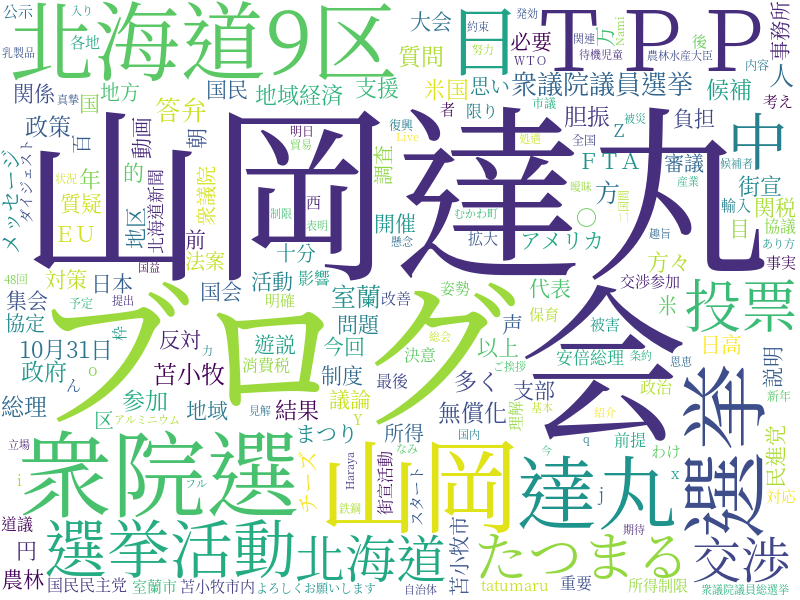 北海道9区
日
ＴＰＰ
山岡達丸
ブログ
会
中
投票
衆院選
山岡
達丸
選挙
選挙活動
北海道
たつまる
交渉
公示
入り
各地
大会
約束
発効
関連
Nami
万
後
事務所
乳製品
質問
必要
努力
ＷＴＯ
待機児童
農林水産大臣
内容
関係
真摯
国
地方
国民
地域経済
支援
米国
思い
衆議院議員選挙
候補
人
答弁
者
限り
市議
考え
政策
百
動画
朝
明日
貿易
復興
Live
胆振
Z
被災
負担
処遇
全国
候補者
メッセージ
ダイジェスト
状況
年
的
衆議院
調査
ＦＴＡ
審議
産業
質疑
北海道新聞
制限
西
表明
むかわ町
〇
方
曖昧
二国間
街宣
輸入
関税
ＥＵ
地区
前
開催
懸念
拡大
アメリカ
趣旨
目
協議
あり方
48回
国益
法案
十分
対策
日本
活動
影響
国会
明確
室蘭
改善
姿勢
代表
方々
米
交渉参加
事実
集会
予定
提出
協定
枠
反対
遊説
問題
今回
声
保育
被害
総会
決意
以上
安倍総理
条約
恩恵
日高
説明
10月31日
政府
ん
o
力
苫小牧
消費税
制度
最後
多く
ご挨拶
支部
政治
新年
総理
参加
区
アルミニウム
見解
地域
結果
議論
Y
無償化
理解
基本
紹介
民進党
まつり
所得
国内
q
前提
わけ
対応
立場
i
フル
チーズ
Haraya
なみ
スタート
街宣活動
鉄鋼
今
j
x
道議
円
期待
農林
国民民主党
室蘭市
苫小牧市内
よろしくお願いします
自治体
苫小牧市
tatumaru
重要
所得制限
衆議院議員総選挙